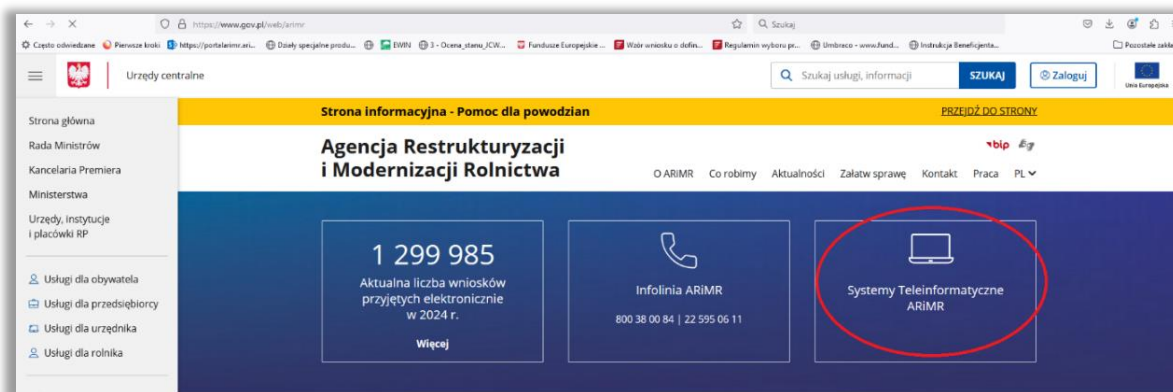 https://www.gov.pl/web/arimr
Szukaj
Często odwiedzane Pierwsze kroki https://portalarimr.ari... Działy specjalne produ... EWIN 3 - Ocena_stanu_JCW... Fundusze Europejskie ... Wzór wniosku o dofin... Regulamin wyboru pr... Umbraco - www.fund... Instrukcja Beneficjenta... Pozostałe zakła
Urzędy centralne
Szukaj usługi, informacji
SZUKAJ
Zaloguj
Unia Europejska
Strona główna
Rada Ministrów
Kancelaria Premiera
Ministerstwa
Urzędy, instytucje
i placówki RP
Usługi dla obywatela
Usługi dla przedsiębiorcy
Usługi dla urzędnika
Usługi dla rolnika
Strona informacyjna - Pomoc dla powodzian
PRZEJDŹ DO STRONY
Agencja Restrukturyzacji
i Modernizacji Rolnictwa
bip
O ARiMR Co robimy Aktualności Załatw sprawę Kontakt Praca PL
1 299 985
Aktualna liczba wniosków
przyjętych elektronicznie
w 2024 r.
Więcej
Infolinia ARiMR
800 38 00 84 | 22 595 06 11
Systemy Teleinformatyczne
ARiMR